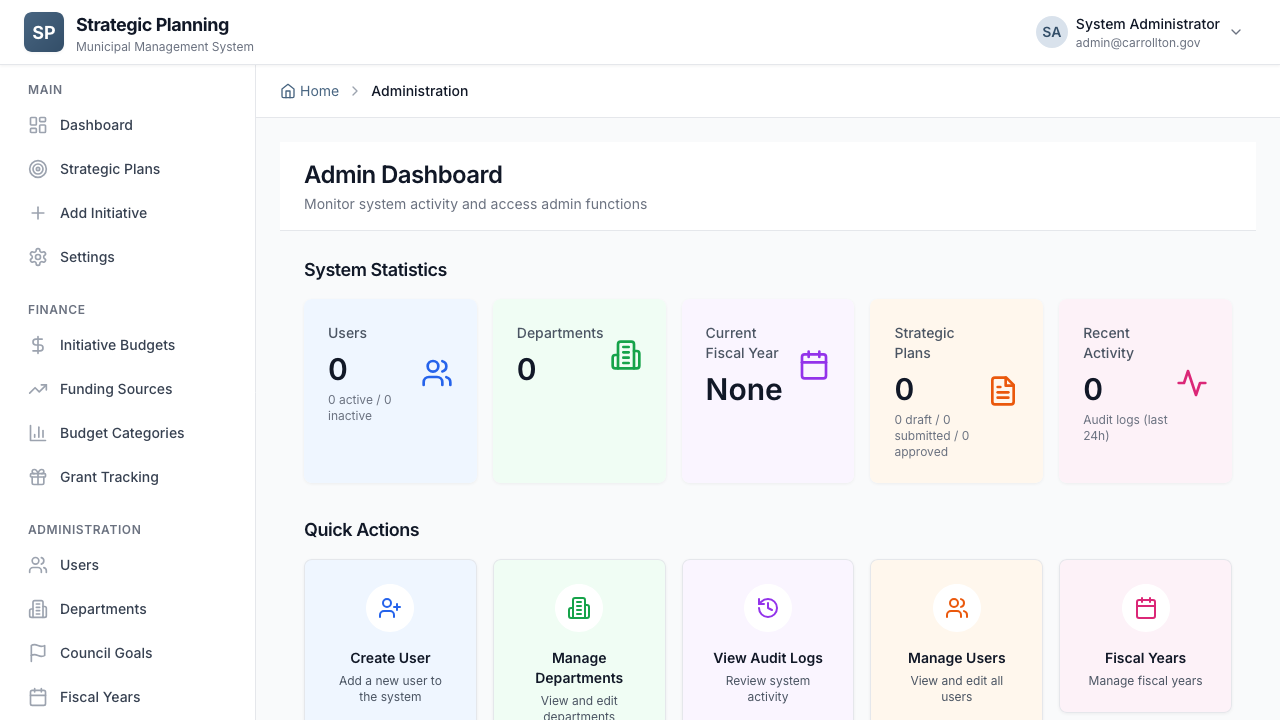 SP
Strategic Planning
Municipal Management System
SA
System Administrator
admin@carrollton.gov
MAIN
Dashboard
Strategic Plans
Add Initiative
Settings
FINANCE
Initiative Budgets
Funding Sources
Budget Categories
Grant Tracking
ADMINISTRATION
Users
Departments
Council Goals
Fiscal Years
Home
Administration
Admin Dashboard
Monitor system activity and access admin functions
System Statistics
Users
0
0 active / 0
inactive
Departments
0
Current
Fiscal Year
None
Strategic
Plans
0
0 draft / 0
submitted / 0
approved
Recent
Activity
0
Audit logs (last
24h)
Quick Actions
Create User
Add a new user to
the system
Manage
Departments
View and edit
departments
View Audit Logs
Review system
activity
Manage Users
View and edit all
users
Fiscal Years
Manage fiscal years